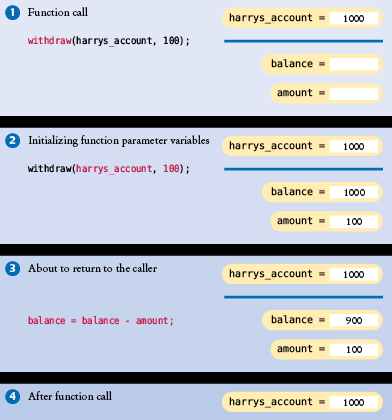 1 Function call
harrys_account = 1000
withdraw(harrys_account, 100);
balance =
amount =
2 Initializing function parameter variables
harrys_account = 1000
withdraw(harrys_account, 100);
balance = 1000
amount = 100
3 About to return to the caller
harrys_account = 1000
balance = balance - amount;
balance = 900
amount = 100
4 After function call
harrys_account = 1000